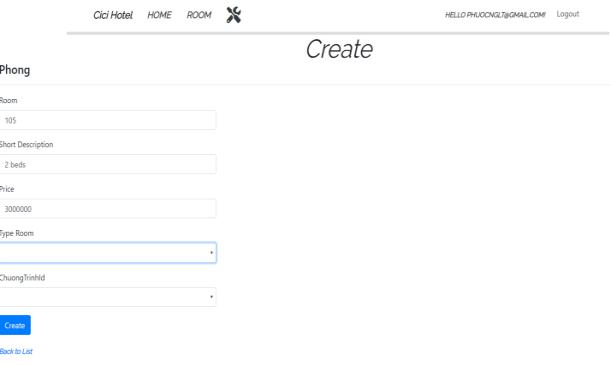 Cici Hotel HOME ROOM HELLO PHUOCNGLT@GMAIL.COM! Logout
Create
Phong
Room
105
Short Description
2 beds
Price
3000000
Type Room
ChuongTrinhId
Create
Back to List